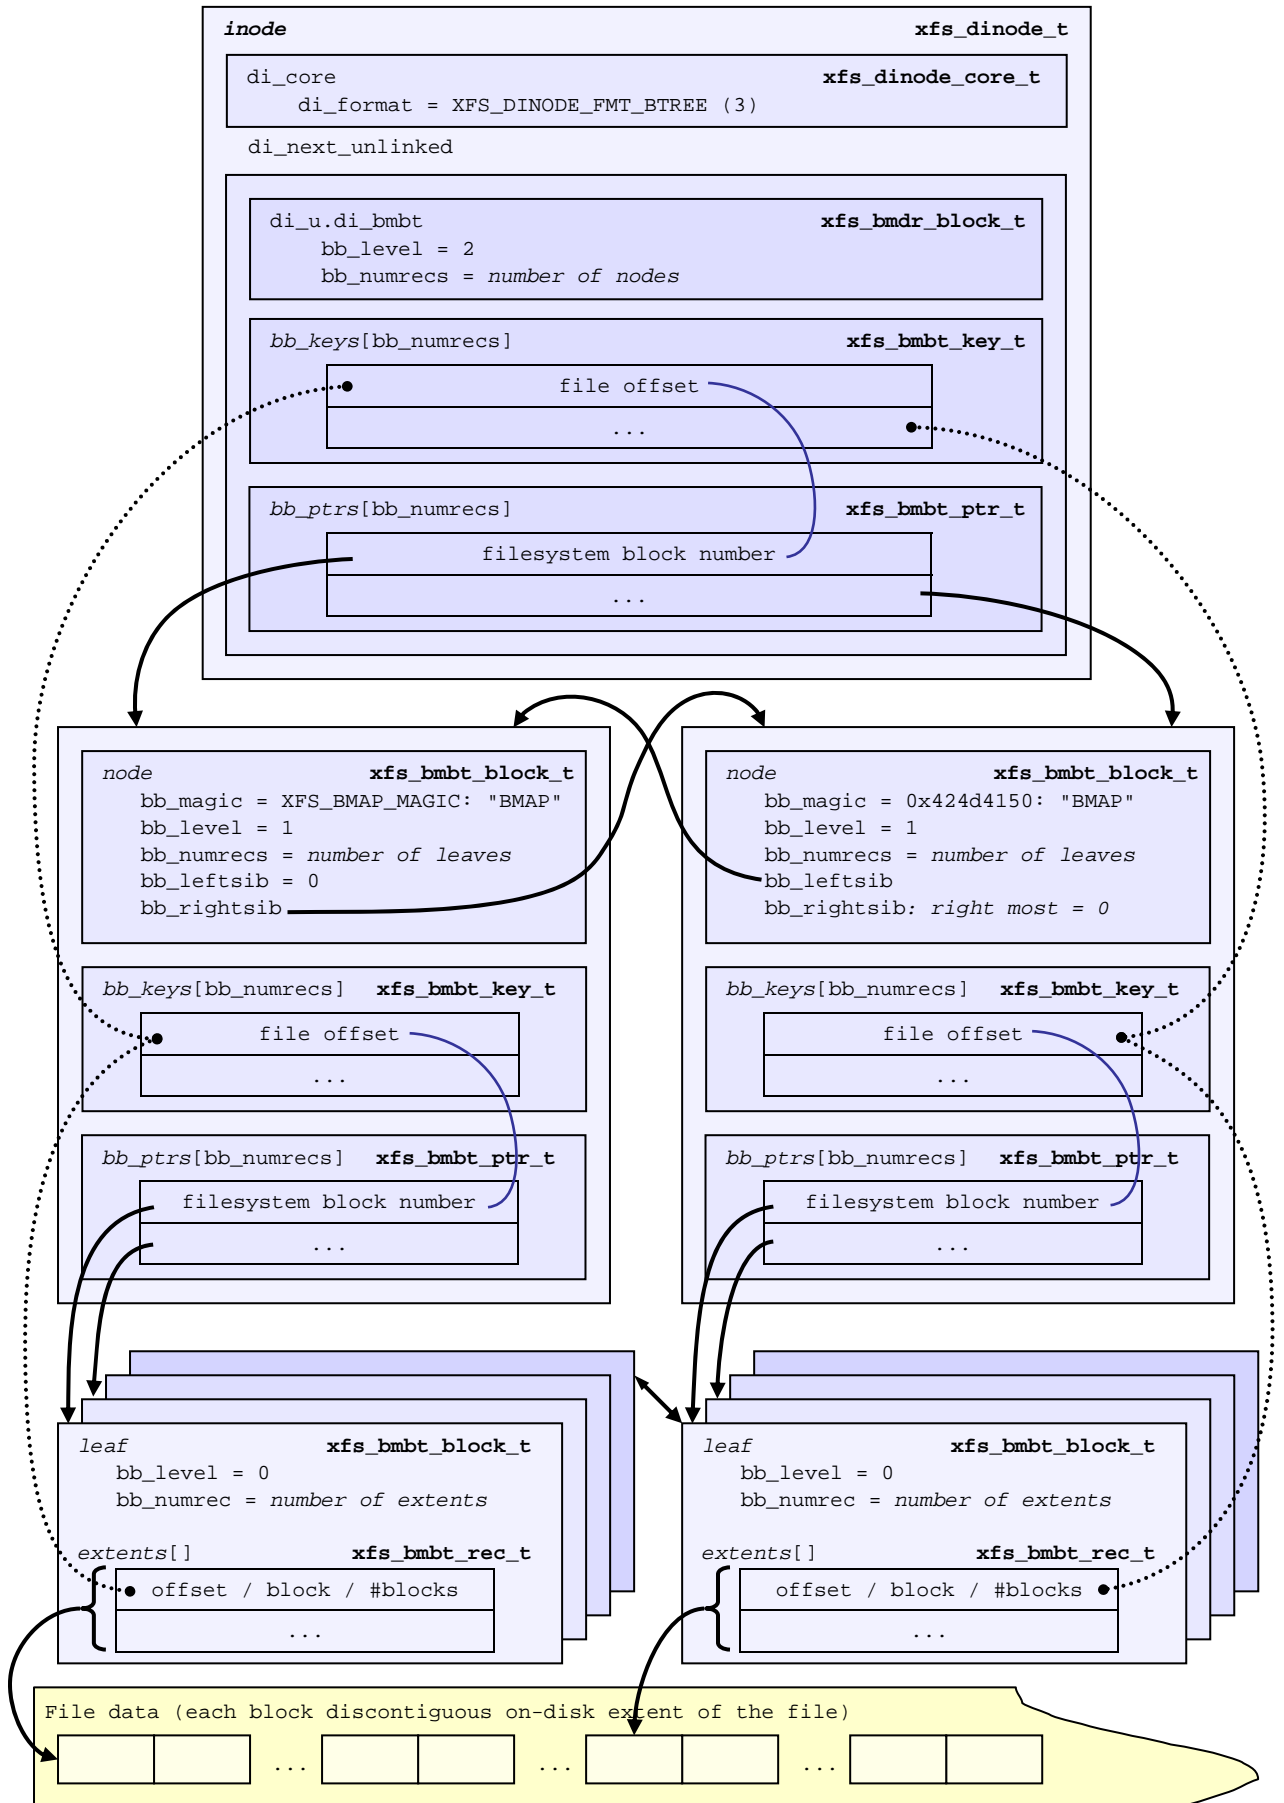 inode xfs_dinode_t
di_core xfs_dinode_core_t
di_format = XFS_DINODE_FMT_BTREE (3)
di_next_unlinked
di_u.di_bmbt xfs_bmdr_block_t
bb_level = 2
bb_numrecs = number of nodes
bb_keys[bb_numrecs] xfs_bmbt_key_t
file offset
...
bb_ptrs[bb_numrecs] xfs_bmbt_ptr_t
filesystem block number
...
node xfs_bmbt_block_t
bb_magic = XFS_BMAP_MAGIC: "BMAP"
bb_level = 1
bb_numrecs = number of leaves
bb_leftsib = 0
bb_rightsib
bb_keys[bb_numrecs] xfs_bmbt_key_t
file offset
...
bb_ptrs[bb_numrecs] xfs_bmbt_ptr_t
filesystem block number
...
node xfs_bmbt_block_t
bb_magic = 0x424d4150: "BMAP"
bb_level = 1
bb_numrecs = number of leaves
bb_leftsib
bb_rightsib: right most = 0
bb_keys[bb_numrecs] xfs_bmbt_key_t
file offset
...
bb_ptrs[bb_numrecs] xfs_bmbt_ptr_t
filesystem block number
...
leaf xfs_bmbt_block_t
bb_level = 0
bb_numrec = number of extents
extents[] xfs_bmbt_rec_t
offset / block / #blocks
...
leaf xfs_bmbt_block_t
bb_level = 0
bb_numrec = number of extents
extents[] xfs_bmbt_rec_t
offset / block / #blocks
...
File data (each block discontiguous on-disk extent of the file)
... ... ...